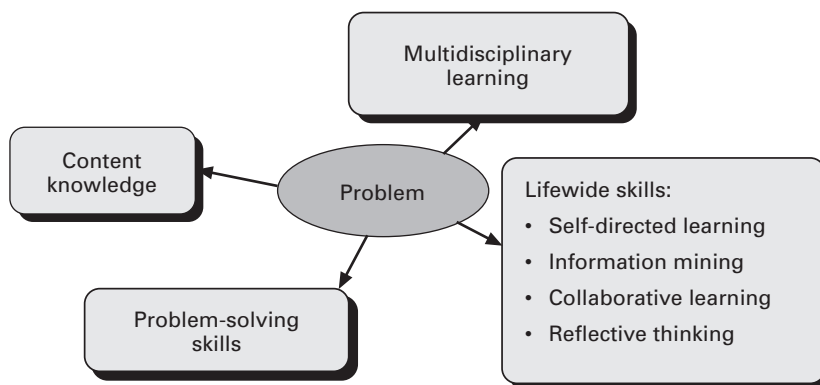 Multidisciplinary
learning
Content
knowledge
Problem
Lifewide skills:
• Self-directed learning
• Information mining
• Collaborative learning
• Reflective thinking
Problem-solving
skills